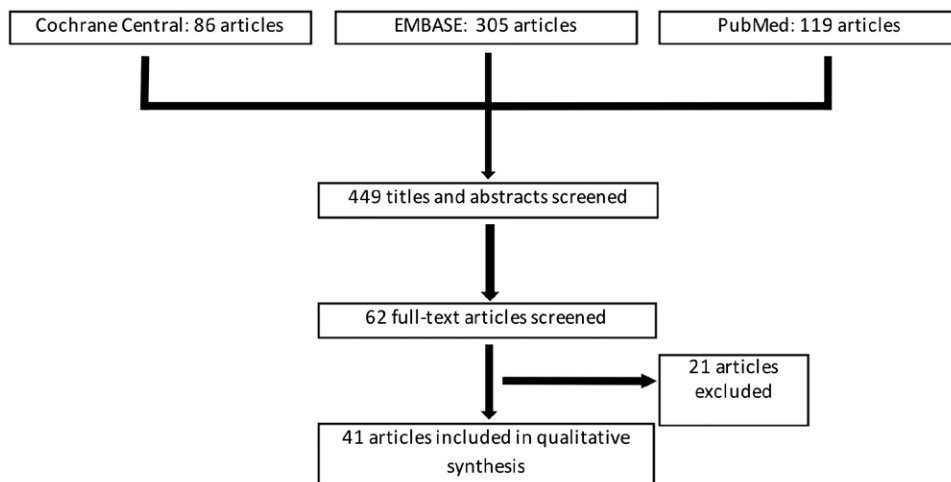 Cochrane Central: 86 articles
EMBASE: 305 articles
PubMed: 119 articles
449 titles and abstracts screened
62 full-text articles screened
21 articles
excluded
41 articles included in qualitative
synthesis